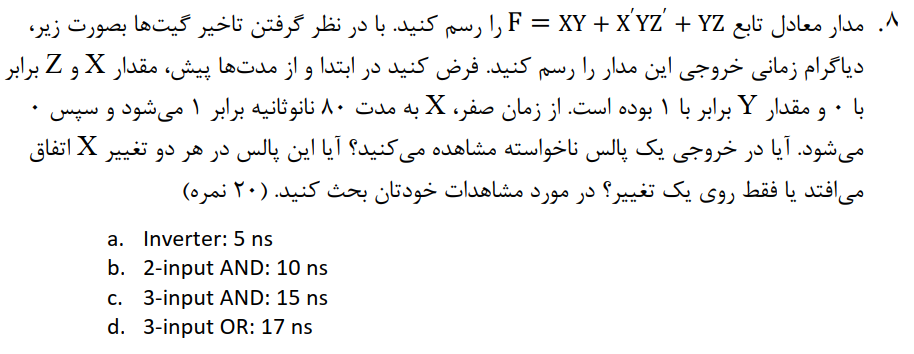 ۸. مدار معادل تابع F = XY + X'YZ' + YZ را رسم کنید. با در نظر گرفتن تاخیر گیت‌ها بصورت زیر،
دیاگرام زمانی خروجی این مدار را رسم کنید. فرض کنید در ابتدا و از مدت‌ها پیش، مقدار X و Z برابر
با ۰ و مقدار Y برابر با ۱ بوده است. از زمان صفر، X به مدت ۸۰ نانوثانیه برابر ۱ می‌شود و سپس ۰
می‌شود. آیا در خروجی یک پالس ناخواسته مشاهده می‌کنید؟ آیا این پالس در هر دو تغییر X اتفاق
می‌افتد یا فقط روی یک تغییر؟ در مورد مشاهدات خودتان بحث کنید. (۲۰ نمره)
a. Inverter: 5 ns
b. 2-input AND: 10 ns
c. 3-input AND: 15 ns
d. 3-input OR: 17 ns